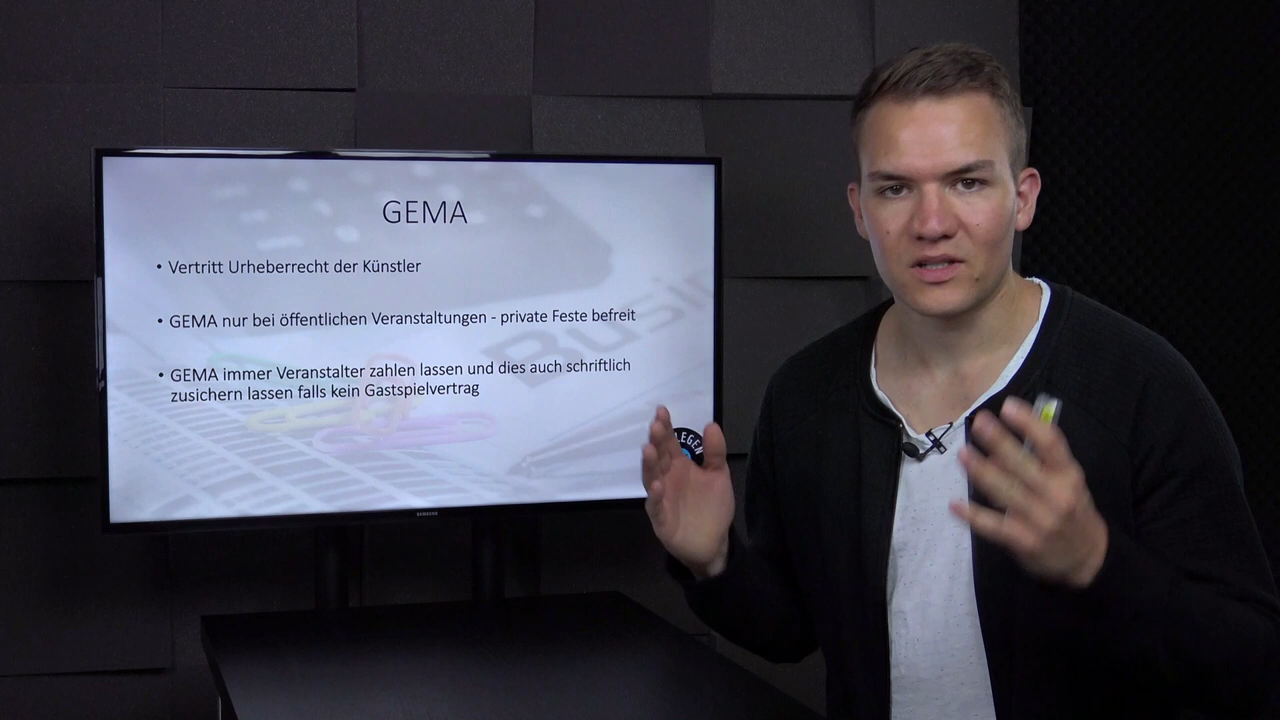 GEMA
• Vertritt Urheberrecht der Künstler
• GEMA nur bei öffentlichen Veranstaltungen - private Feste befreit
• GEMA immer Veranstalter zahlen lassen und dies auch schriftlich
zusichern lassen falls kein Gastspielvertrag
SAMSUNG